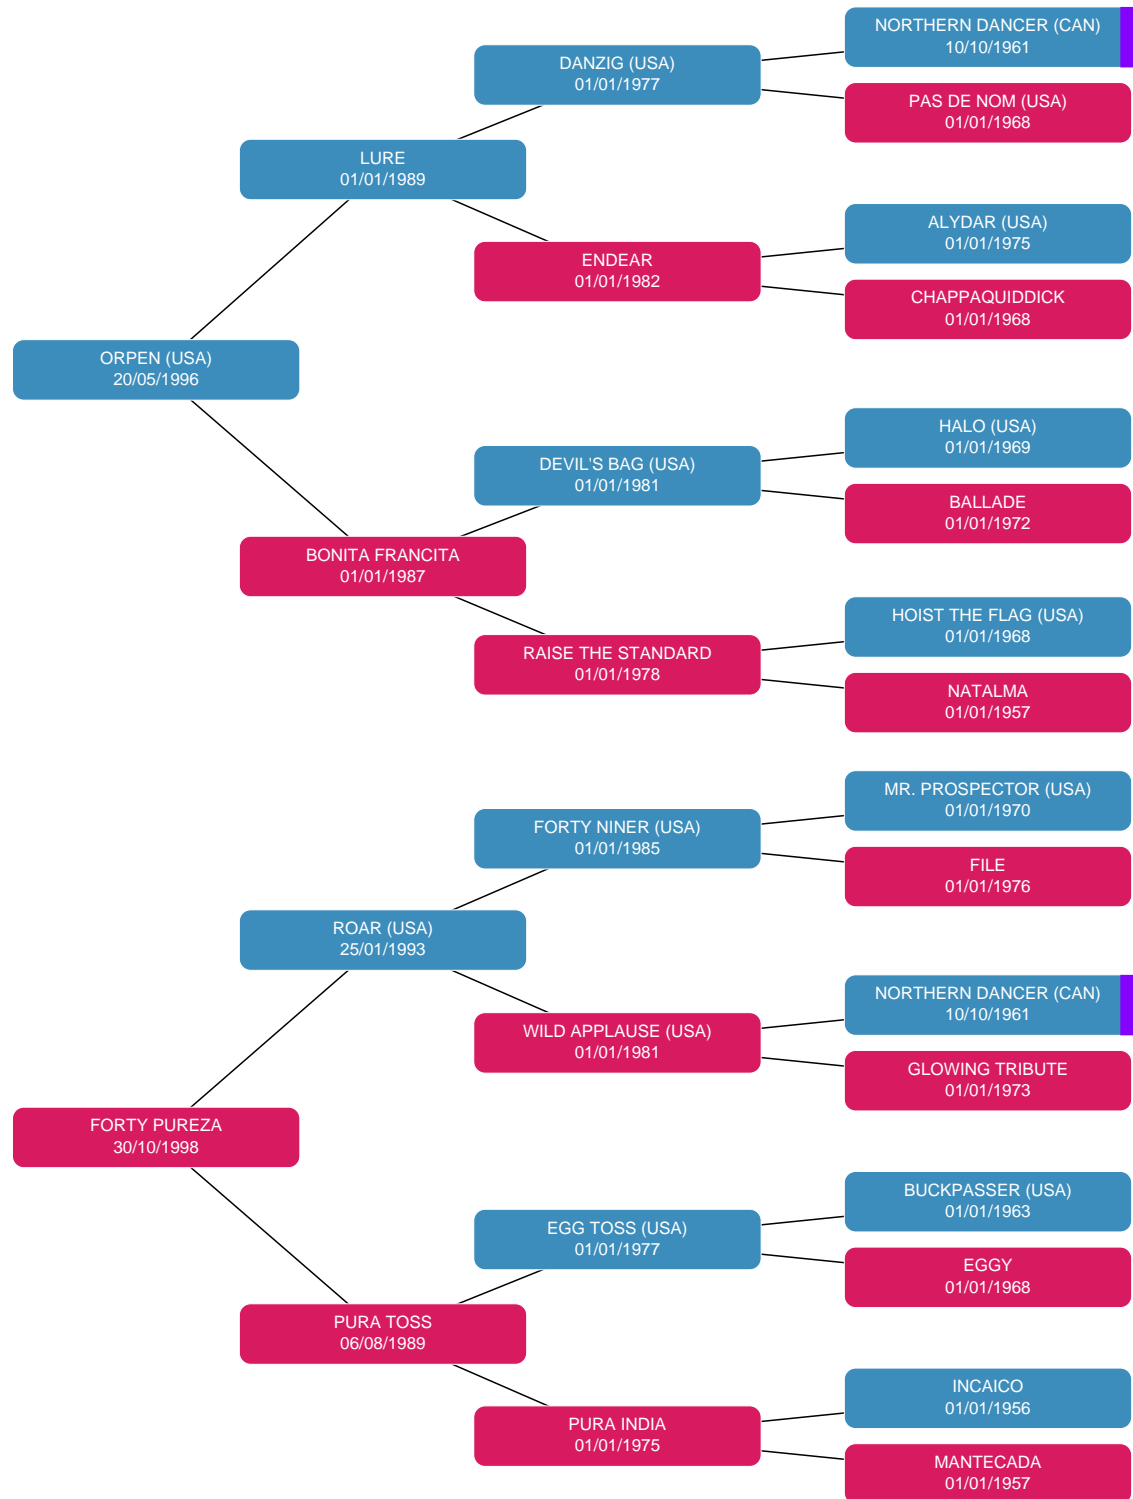 NORTHERN DANCER (CAN)
10/10/1961
DANZIG (USA)
01/01/1977
PAS DE NOM (USA)
01/01/1968
LURE
01/01/1989
ALYDAR (USA)
01/01/1975
ENDEAR
01/01/1982
CHAPPAQUIDDICK
01/01/1968
ORPEN (USA)
20/05/1996
HALO (USA)
01/01/1969
DEVIL'S BAG (USA)
01/01/1981
BALLADE
01/01/1972
BONITA FRANCITA
01/01/1987
HOIST THE FLAG (USA)
01/01/1968
RAISE THE STANDARD
01/01/1978
NATALMA
01/01/1957
MR. PROSPECTOR (USA)
01/01/1970
FORTY NINER (USA)
01/01/1985
FILE
01/01/1976
ROAR (USA)
25/01/1993
NORTHERN DANCER (CAN)
10/10/1961
WILD APPLAUSE (USA)
01/01/1981
GLOWING TRIBUTE
01/01/1973
FORTY PUREZA
30/10/1998
BUCKPASSER (USA)
01/01/1963
EGG TOSS (USA)
01/01/1977
EGGY
01/01/1968
PURA TOSS
06/08/1989
INCAICO
01/01/1956
PURA INDIA
01/01/1975
MANTECADA
01/01/1957